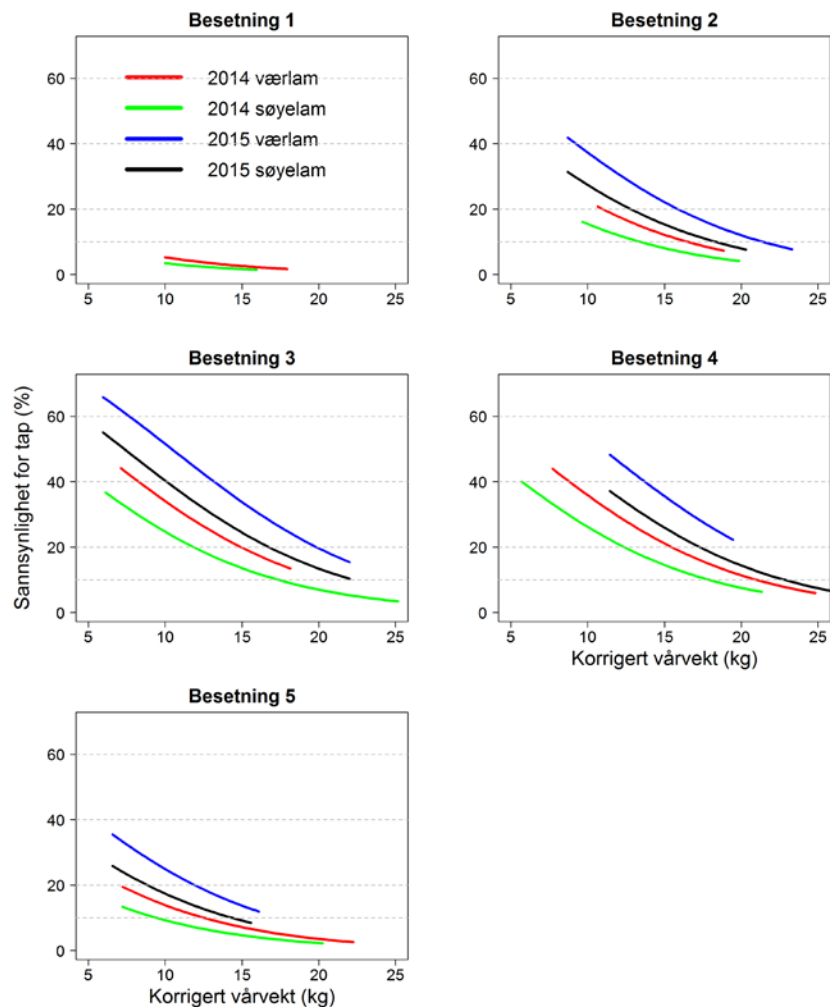 Besetning 1
Besetning 2
60
40
20
0
2014 værlam
2014 søyelam
2015 værlam
2015 søyelam
5 10 15 20 25
60
40
20
0
5 10 15 20 25
Besetning 3
Besetning 4
Sannsynlighet for tap (%)
60
40
20
0
5 10 15 20 25
60
40
20
0
5 10 15 20 25
Korrigert vårvekt (kg)
Besetning 5
60
40
20
0
5 10 15 20 25
Korrigert vårvekt (kg)